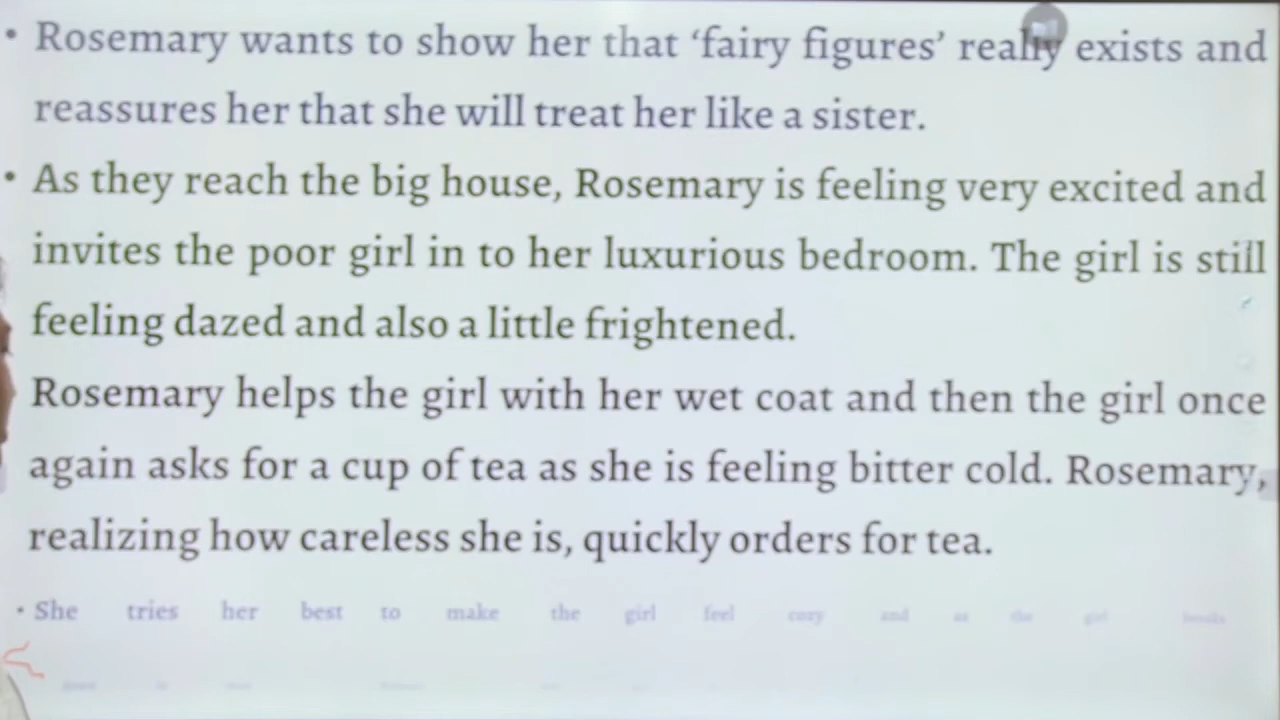 • Rosemary wants to show her that ‘fairy figures’ really exists and
reassures her that she will treat her like a sister.
• As they reach the big house, Rosemary is feeling very excited and
invites the poor girl in to her luxurious bedroom. The girl is still
feeling dazed and also a little frightened.
Rosemary helps the girl with her wet coat and then the girl once
again asks for a cup of tea as she is feeling bitter cold. Rosemary,
realizing how careless she is, quickly orders for tea.
• She tries her best to make the girl feel cozy and as the girl